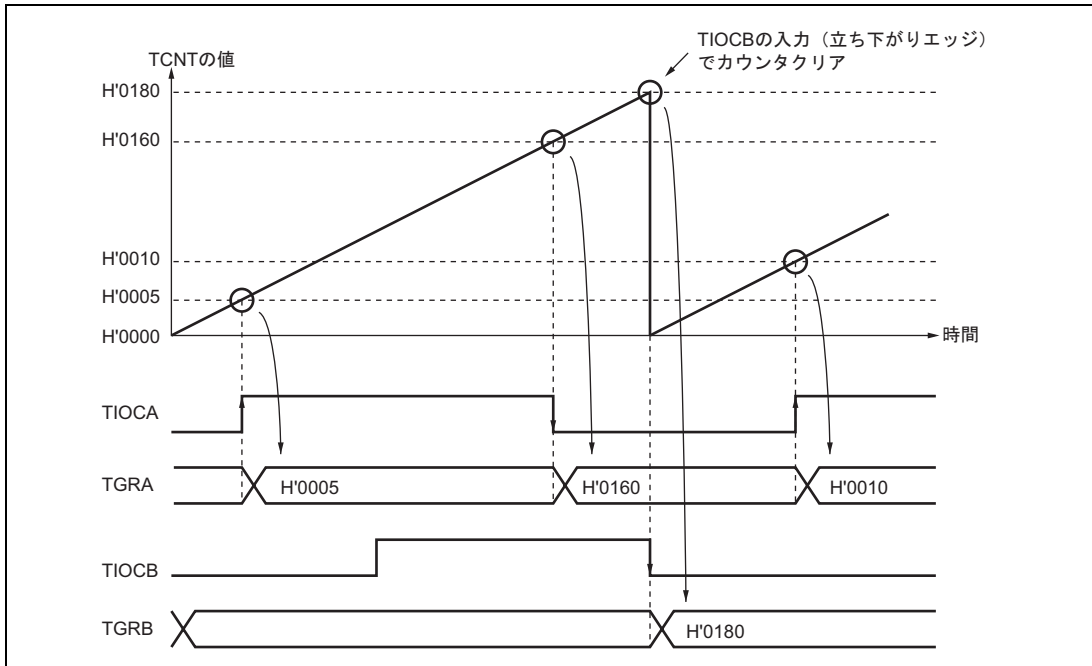 TIOCBの入力（立ち下がりエッジ）
でカウンタクリア
TCNTの値
H'0180
H'0160
H'0010
H'0005
H'0000
時間
TIOCA
TGRA
H'0005
H'0160
H'0010
TIOCB
TGRB
H'0180